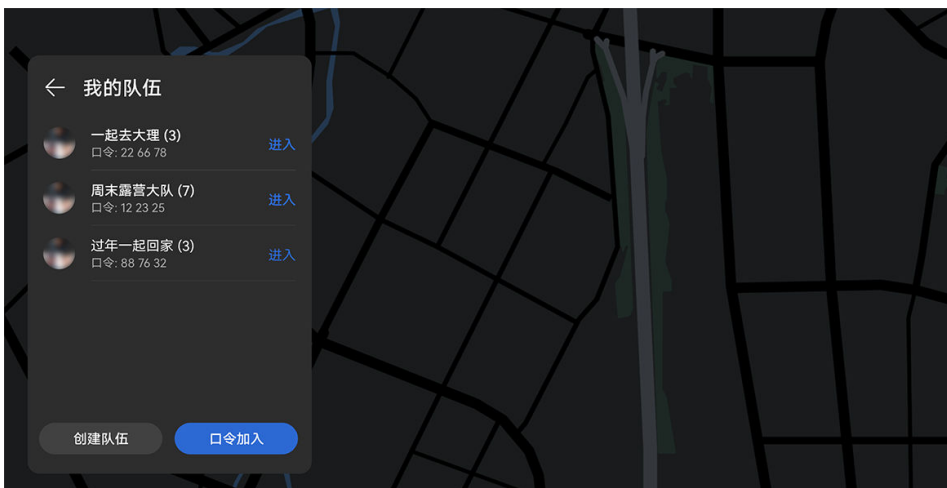 我的队伍
一起去大理 (3)
口令: 22 66 78
进入
周末露营大队 (7)
口令: 12 23 25
进入
过年一起回家 (3)
口令: 88 76 32
进入
创建队伍
口令加入